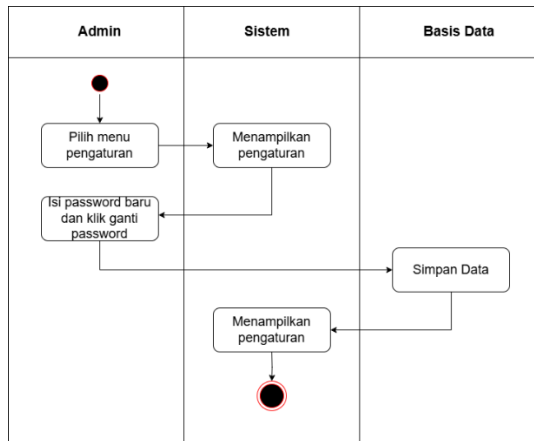 Admin
Sistem
Basis Data
Pilih menu
pengaturan
Menampilkan
pengaturan
Isi password baru
dan klik ganti
password
Simpan Data
Menampilkan
pengaturan